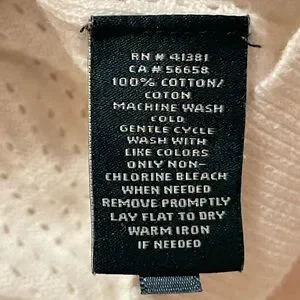 RN # 41381
CA # 56658
100% COTTON/
COTON
MACHINE WASH
COLD
GENTLE CYCLE
WASH WITH
LIKE COLORS
ONLY NON-
CHLORINE BLEACH
WHEN NEEDED
REMOVE PROMPTLY
LAY FLAT TO DRY
WARM IRON
IF NEEDED